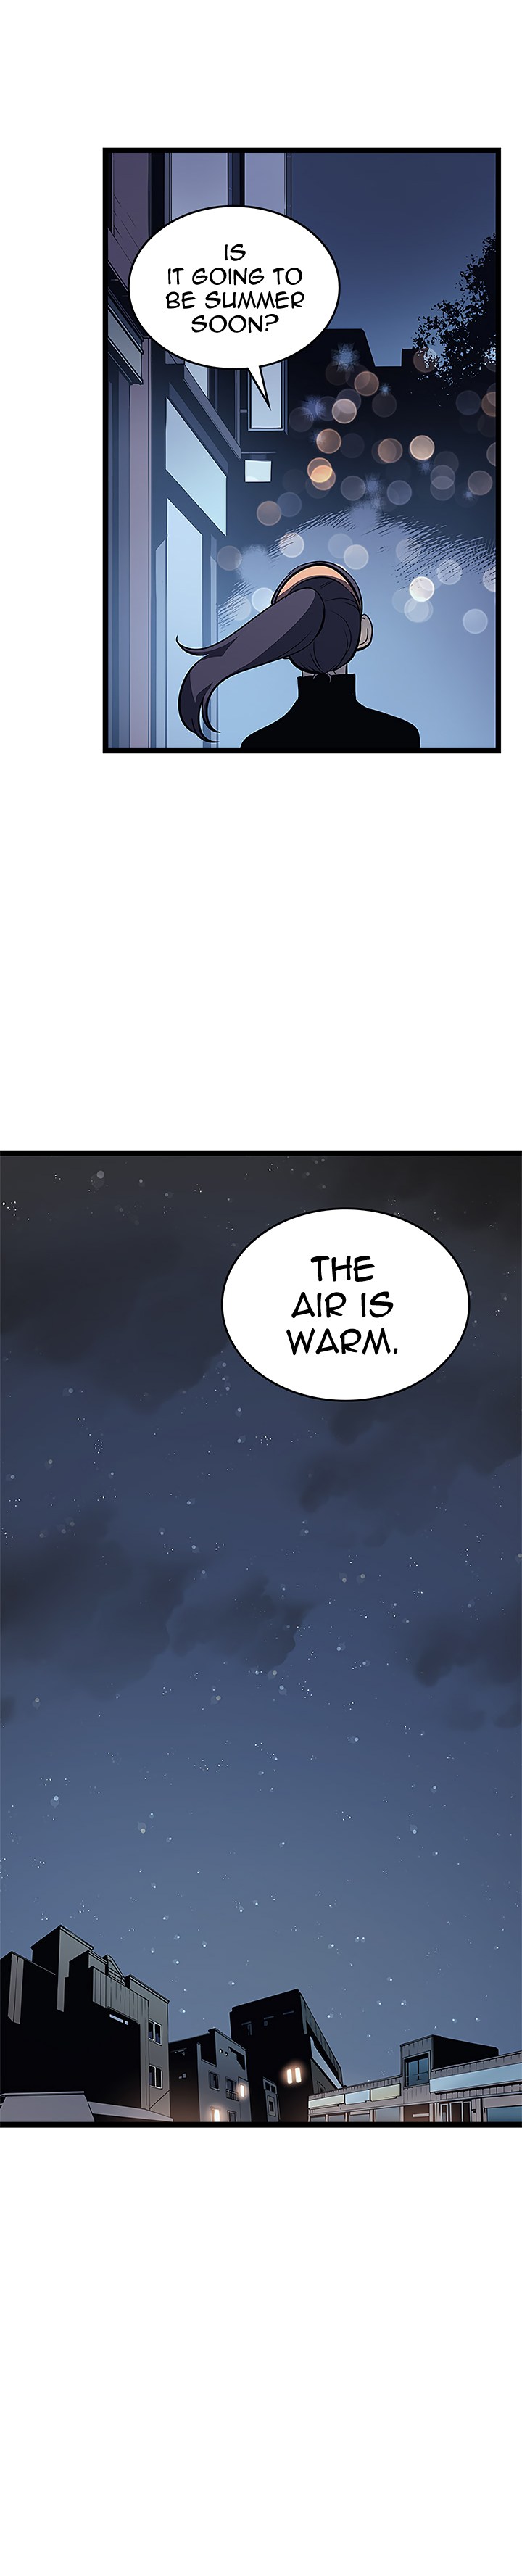 IS
IT GOING TO
BE SUMMER
SOON?
THE
AIR IS
WARM.